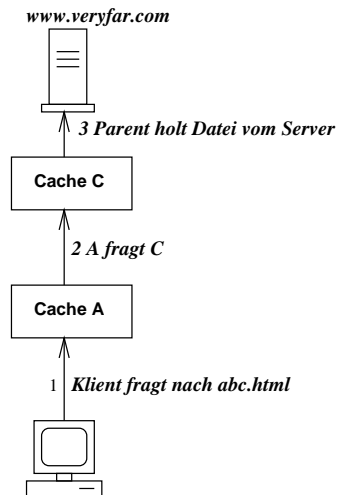 www.veryfar.com
3 Parent holt Datei vom Server
Cache C
2 A fragt C
Cache A
1 Klient fragt nach abc.html